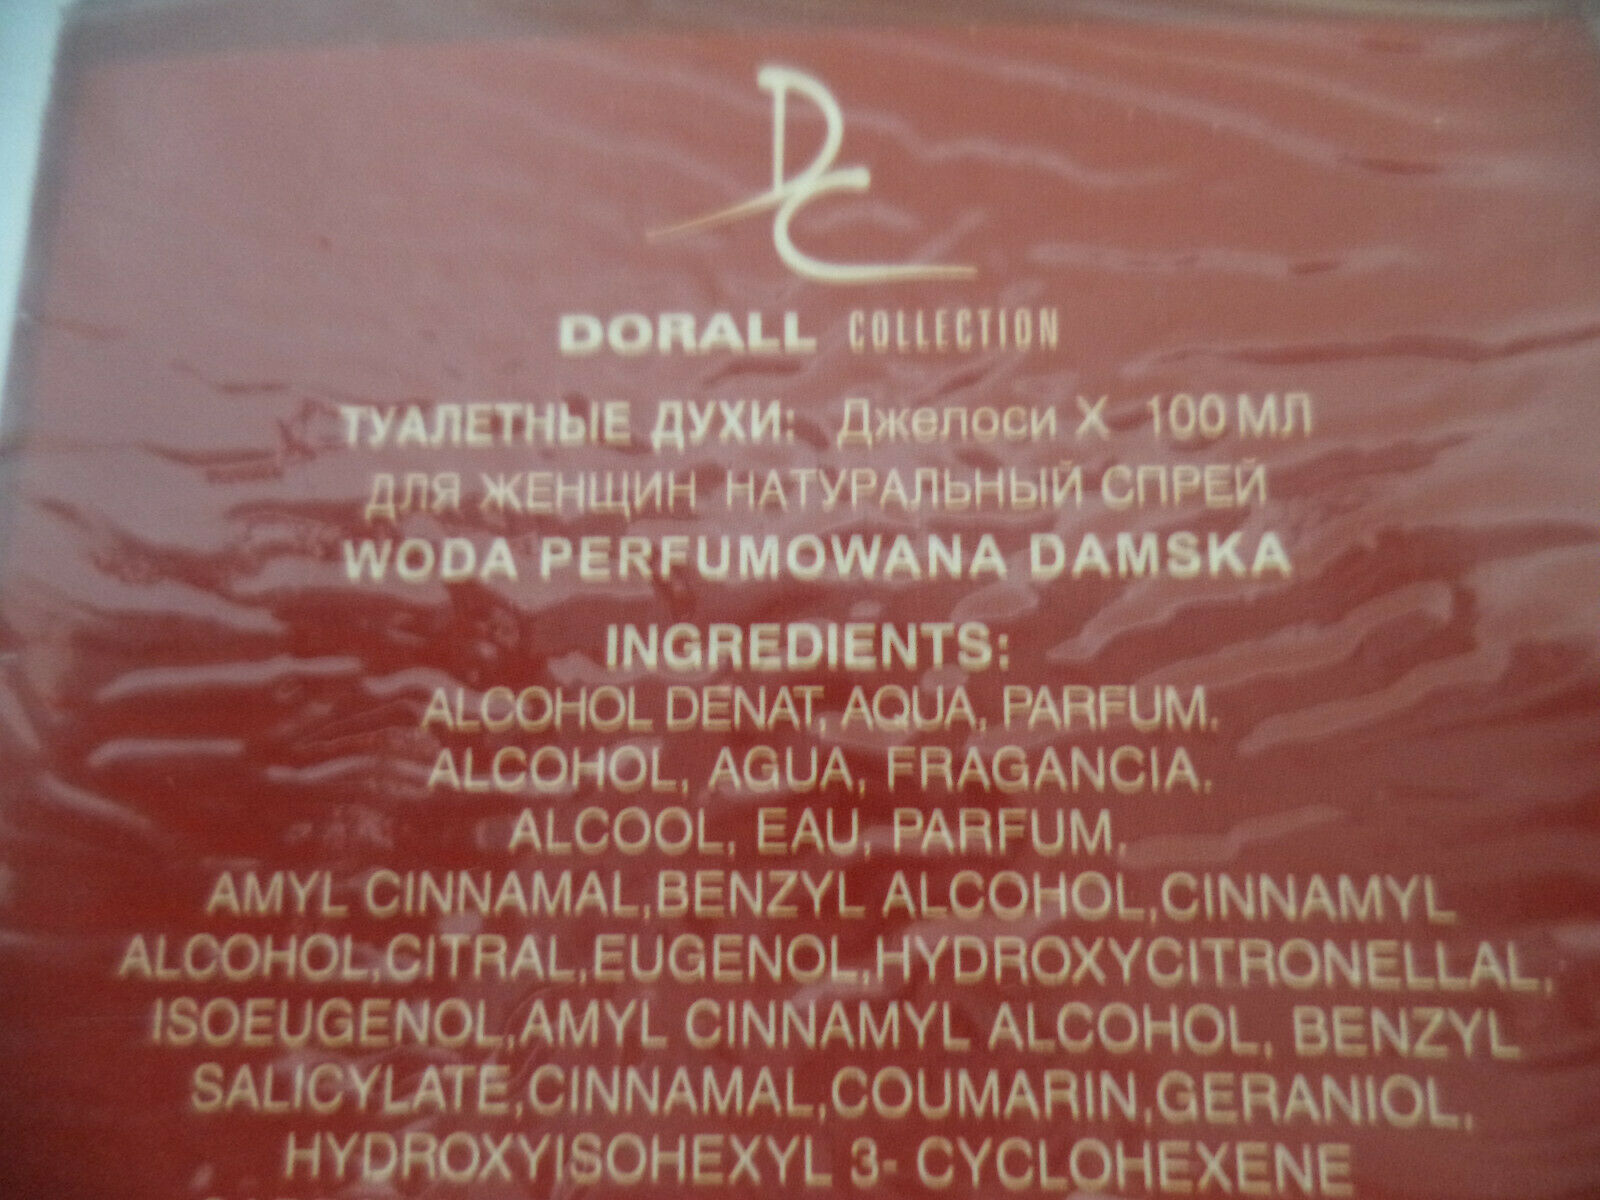 DC
DORALL COLLECTION
ТУАЛЕТНЫЕ ДУХИ: Джелоси X 100 МЛ
ДЛЯ ЖЕНЩИН НАТУРАЛЬНЫЙ СПРЕЙ
WODA PERFUMOWANA DAMSKA
INGREDIENTS:
ALCOHOL DENAT, AQUA, PARFUM.
ALCOHOL, AGUA, FRAGANCIA.
ALCOOL, EAU, PARFUM.
AMYL CINNAMAL,BENZYL ALCOHOL,CINNAMYL
ALCOHOL,CITRAL,EUGENOL,HYDROXYCITRONELLAL,
ISOEUGENOL,AMYL CINNAMYL ALCOHOL, BENZYL
SALICYLATE,CINNAMAL,COUMARIN,GERANIOL,
HYDROXYISOHEXYL 3- CYCLOHEXENE